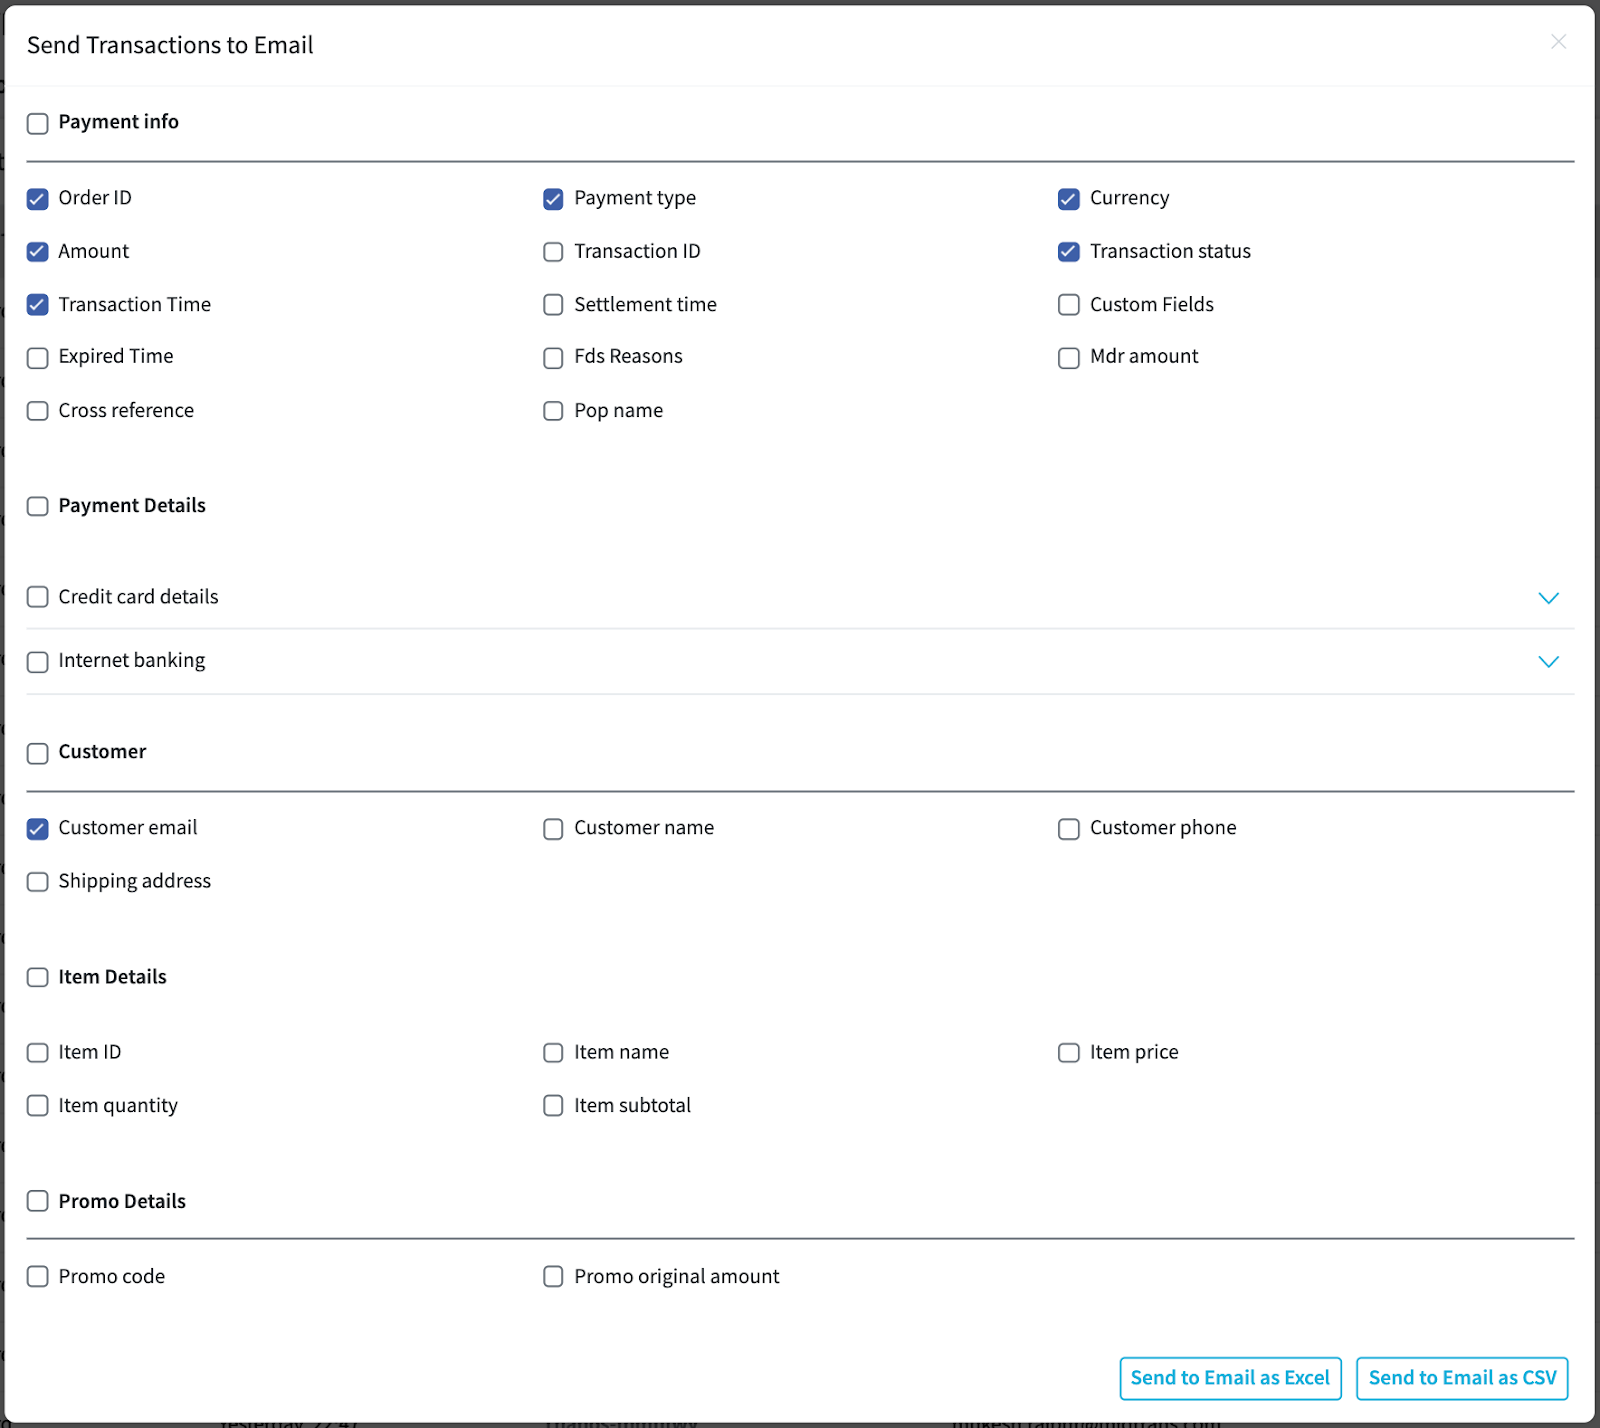 Send Transactions to Email
Payment info
Order ID Payment type Currency
Amount Transaction ID Transaction status
Transaction Time Settlement time Custom Fields
Expired Time Fds Reasons Mdr amount
Cross reference Pop name
Payment Details
Credit card details
Internet banking
Customer
Customer email Customer name Customer phone
Shipping address
Item Details
Item ID Item name Item price
Item quantity Item subtotal
Promo Details
Promo code Promo original amount
Send to Email as Excel Send to Email as CSV